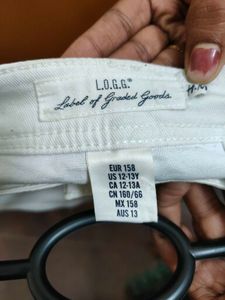 L.O.G.G.®
Label of Graded Goods.
H.M
EUR 158
US 12-13Y
CA 12-13A
CN 160/66
MX 158
AUS 13